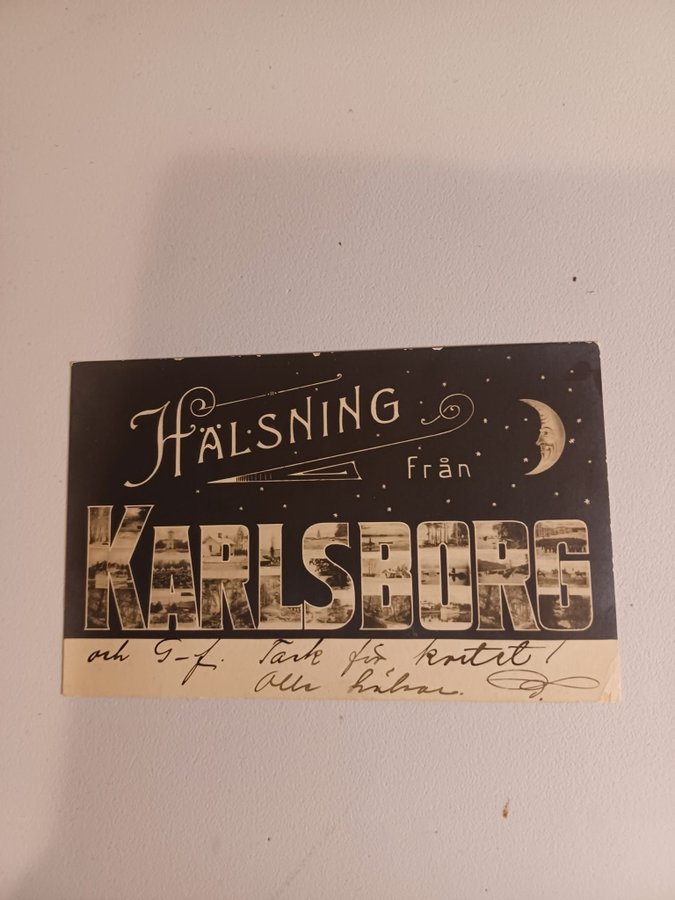 HÄLSNING
Från
KARLSBORG
och G-f. Tack för kortet!
Alla hälsar.